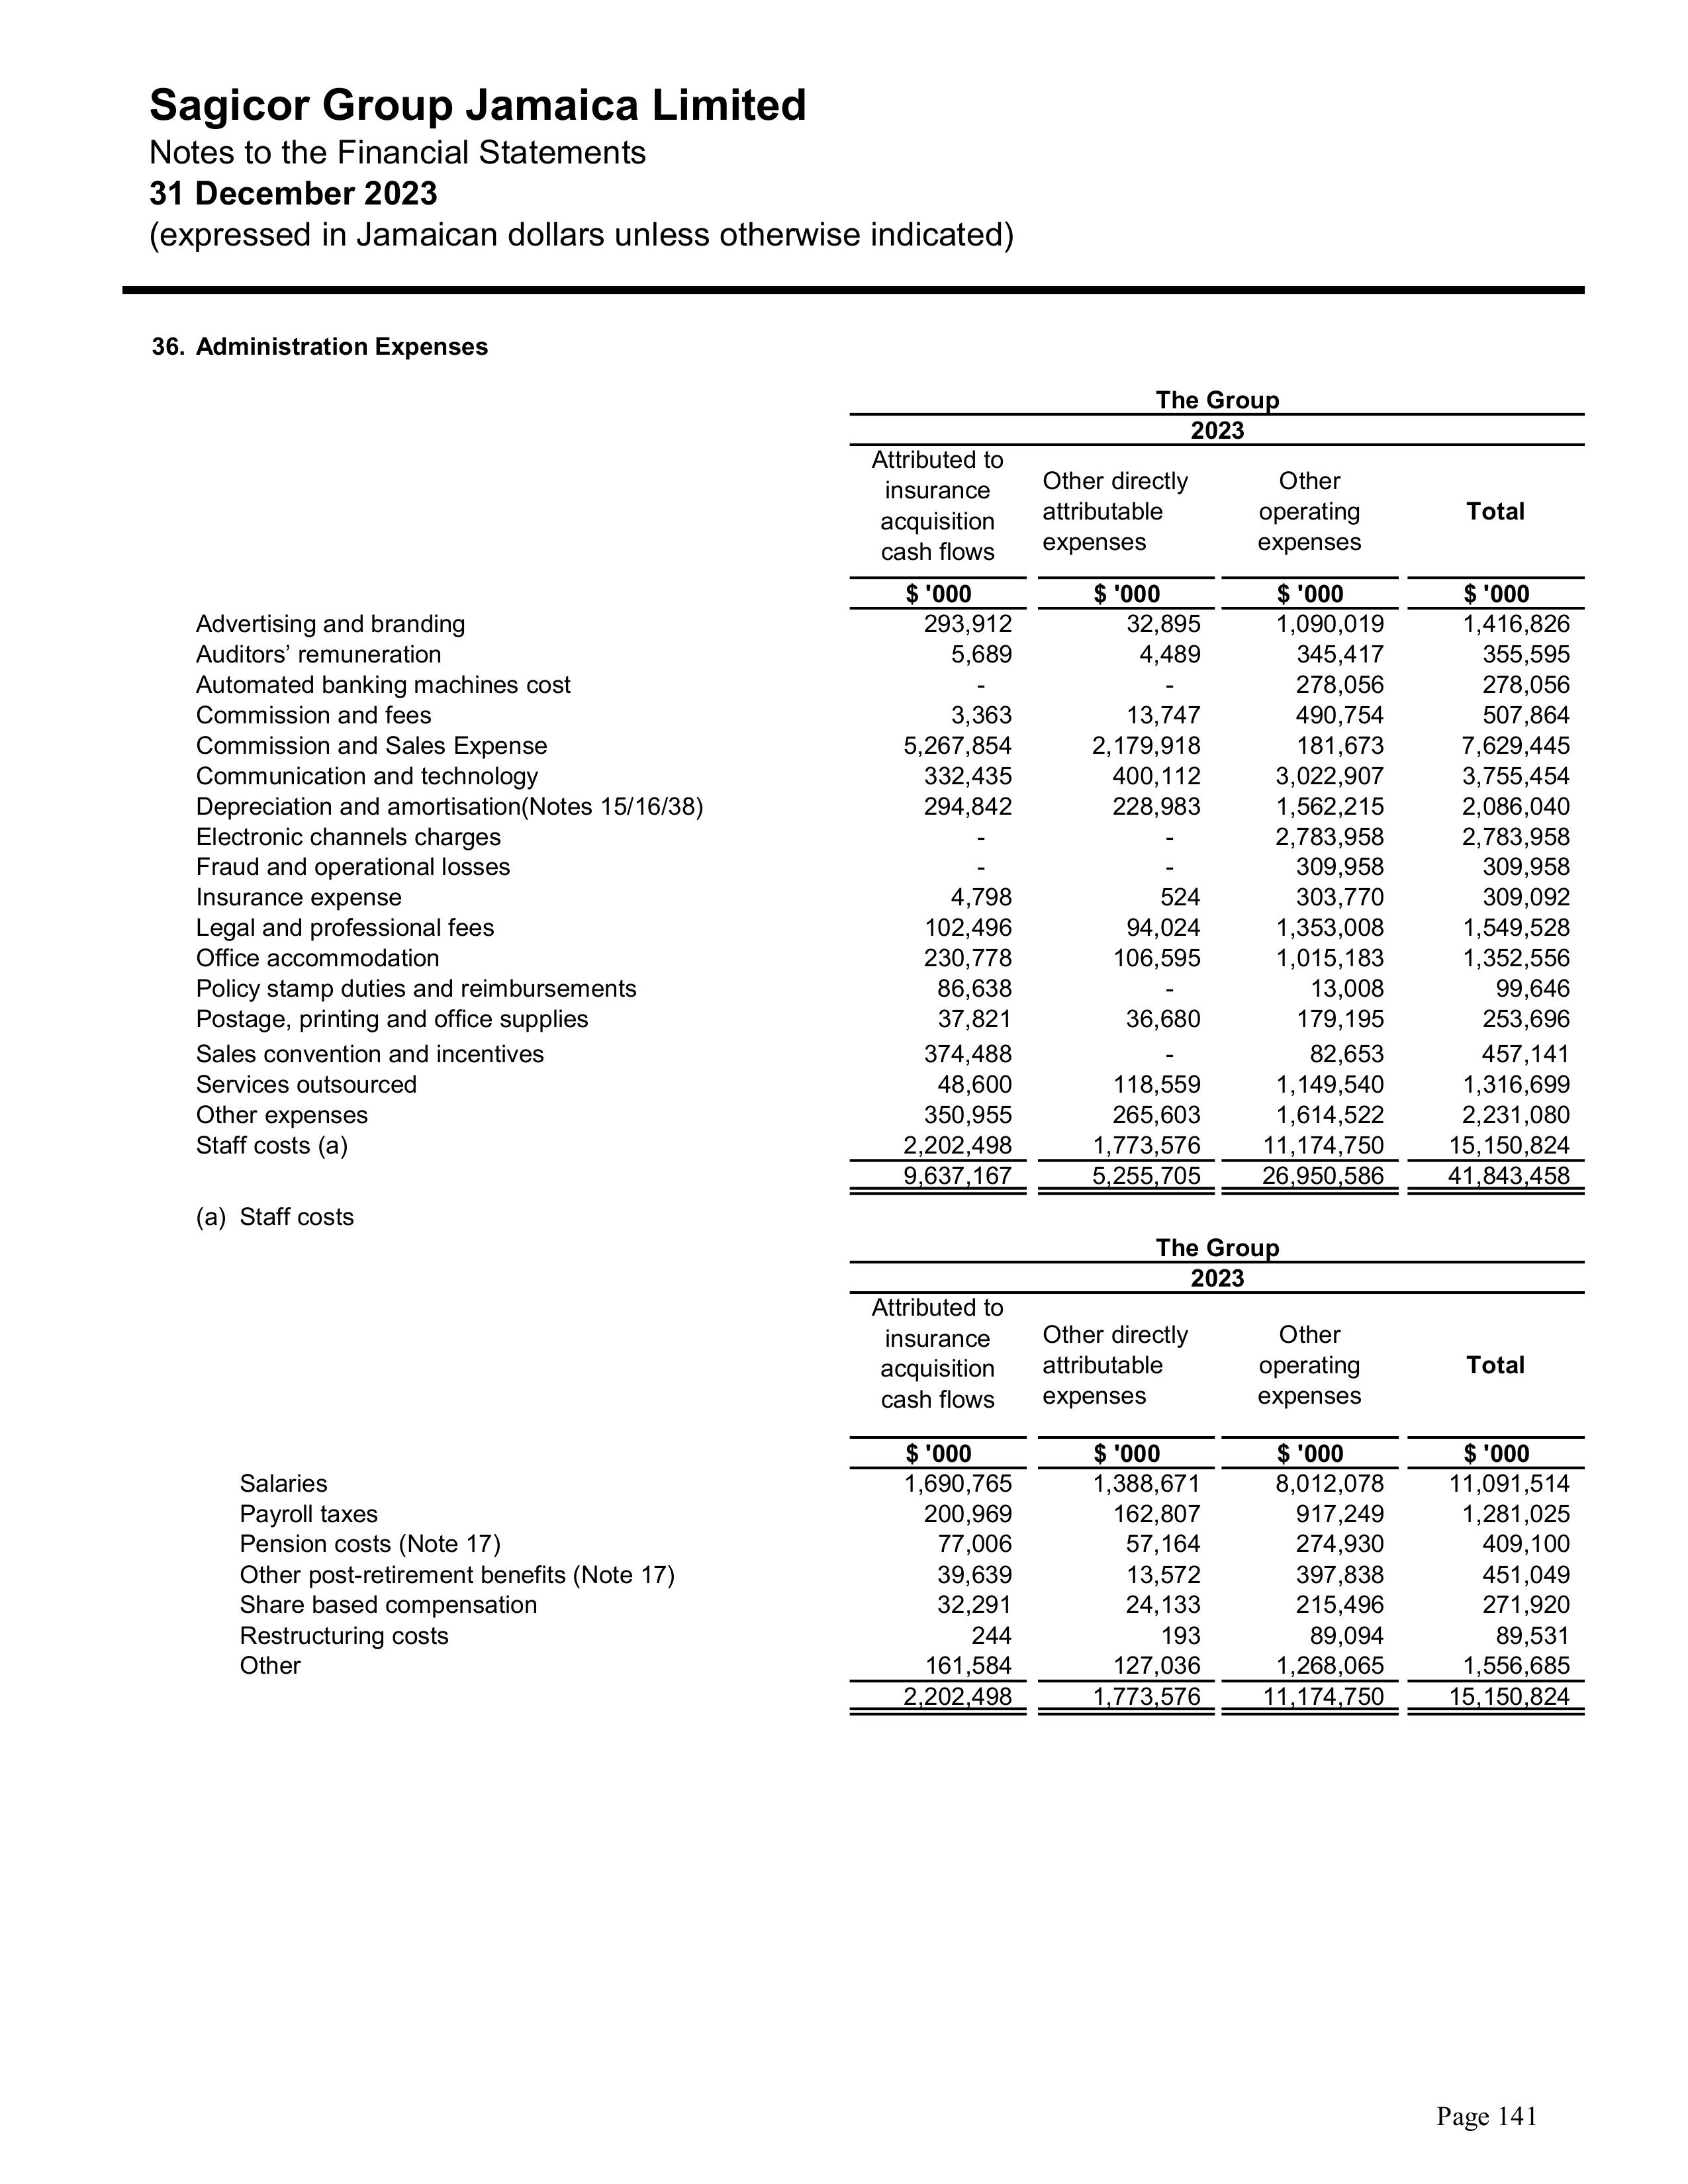 Sagicor Group Jamaica Limited
Notes to the Financial Statements
31 December 2023
(expressed in Jamaican dollars unless otherwise indicated)
36. Administration Expenses
The Group
2023
Attributed to insurance acquisition cash flows Other directly attributable expenses Other operating expenses Total
$ '000 $ '000 $ '000 $ '000
Advertising and branding 293,912 32,895 1,090,019 1,416,826
Auditors’ remuneration 5,689 4,489 345,417 355,595
Automated banking machines cost - - 278,056 278,056
Commission and fees 3,363 13,747 490,754 507,864
Commission and Sales Expense 5,267,854 2,179,918 181,673 7,629,445
Communication and technology 332,435 400,112 3,022,907 3,755,454
Depreciation and amortisation(Notes 15/16/38) 294,842 228,983 1,562,215 2,086,040
Electronic channels charges - - 2,783,958 2,783,958
Fraud and operational losses - - 309,958 309,958
Insurance expense 4,798 524 303,770 309,092
Legal and professional fees 102,496 94,024 1,353,008 1,549,528
Office accommodation 230,778 106,595 1,015,183 1,352,556
Policy stamp duties and reimbursements 86,638 - 13,008 99,646
Postage, printing and office supplies 37,821 36,680 179,195 253,696
Sales convention and incentives 374,488 - 82,653 457,141
Services outsourced 48,600 118,559 1,149,540 1,316,699
Other expenses 350,955 265,603 1,614,522 2,231,080
Staff costs (a) 2,202,498 1,773,576 11,174,750 15,150,824
9,637,167 5,255,705 26,950,586 41,843,458
(a) Staff costs
The Group
2023
Attributed to insurance acquisition cash flows Other directly attributable expenses Other operating expenses Total
$ '000 $ '000 $ '000 $ '000
Salaries 1,690,765 1,388,671 8,012,078 11,091,514
Payroll taxes 200,969 162,807 917,249 1,281,025
Pension costs (Note 17) 77,006 57,164 274,930 409,100
Other post-retirement benefits (Note 17) 39,639 13,572 397,838 451,049
Share based compensation 32,291 24,133 215,496 271,920
Restructuring costs 244 193 89,094 89,531
Other 161,584 127,036 1,268,065 1,556,685
2,202,498 1,773,576 11,174,750 15,150,824
Page 141